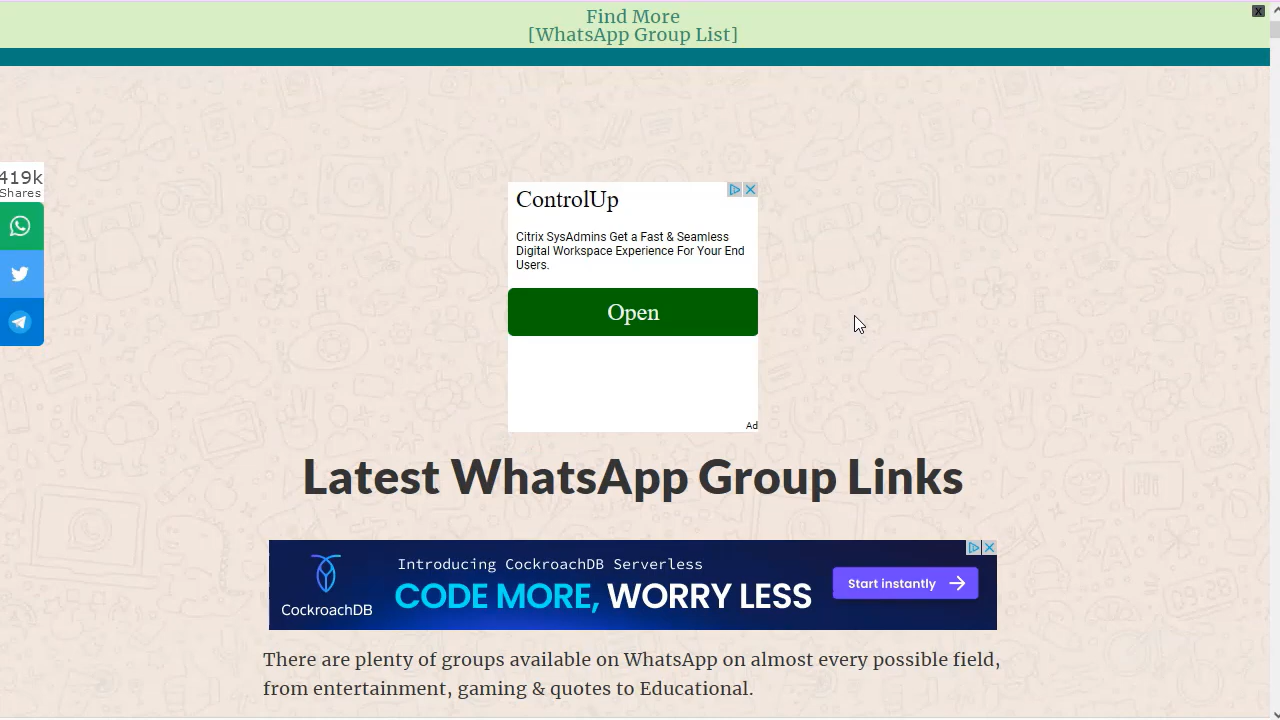 Find More
[WhatsApp Group List]
X
419k
Shares
ControlUp
Citrix SysAdmins Get a Fast & Seamless
Digital Workspace Experience For Your End
Users.
Open
Ad
Latest WhatsApp Group Links
Introducing CockroachDB Serverless
CODE MORE, WORRY LESS
Start instantly
CockroachDB
There are plenty of groups available on WhatsApp on almost every possible field,
from entertainment, gaming & quotes to Educational.